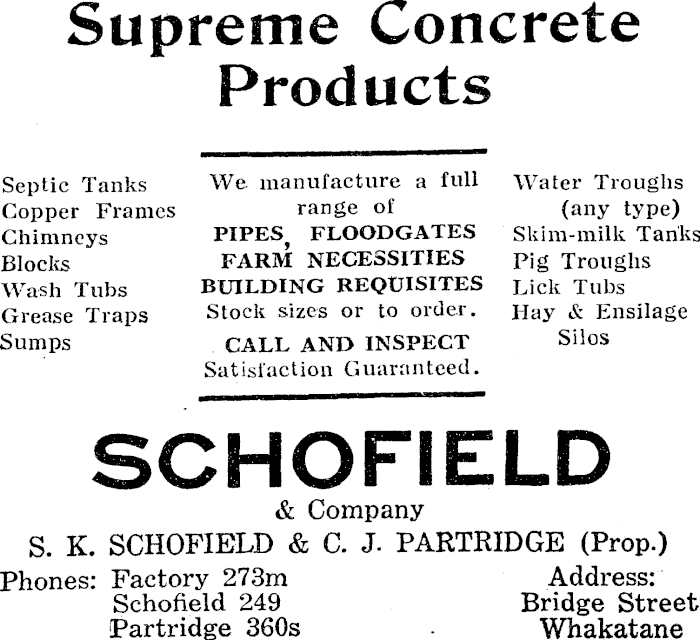 Supreme Concrete
Products
Septic Tanks
Copper Frames
Chimneys
Blocks
Wash Tubs
Grease Traps
Sumps
We manufacture a full
range of
PIPES, FLOODGATES
FARM NECESSITIES
BUILDING REQUISITES
Stock sizes or to order.
CALL AND INSPECT
Satisfaction Guaranteed.
Water Troughs
(any type)
Skim-milk Tanks
Pig Troughs
Lick Tubs
Hay & Ensilage
Silos
SCHOFIELD
& Company
S. K. SCHOFIELD & C. J. PARTRIDGE (Prop.)
Phones: Factory 273m
Schofield 249
Partridge 360s
Address:
Bridge Street
Whakatane